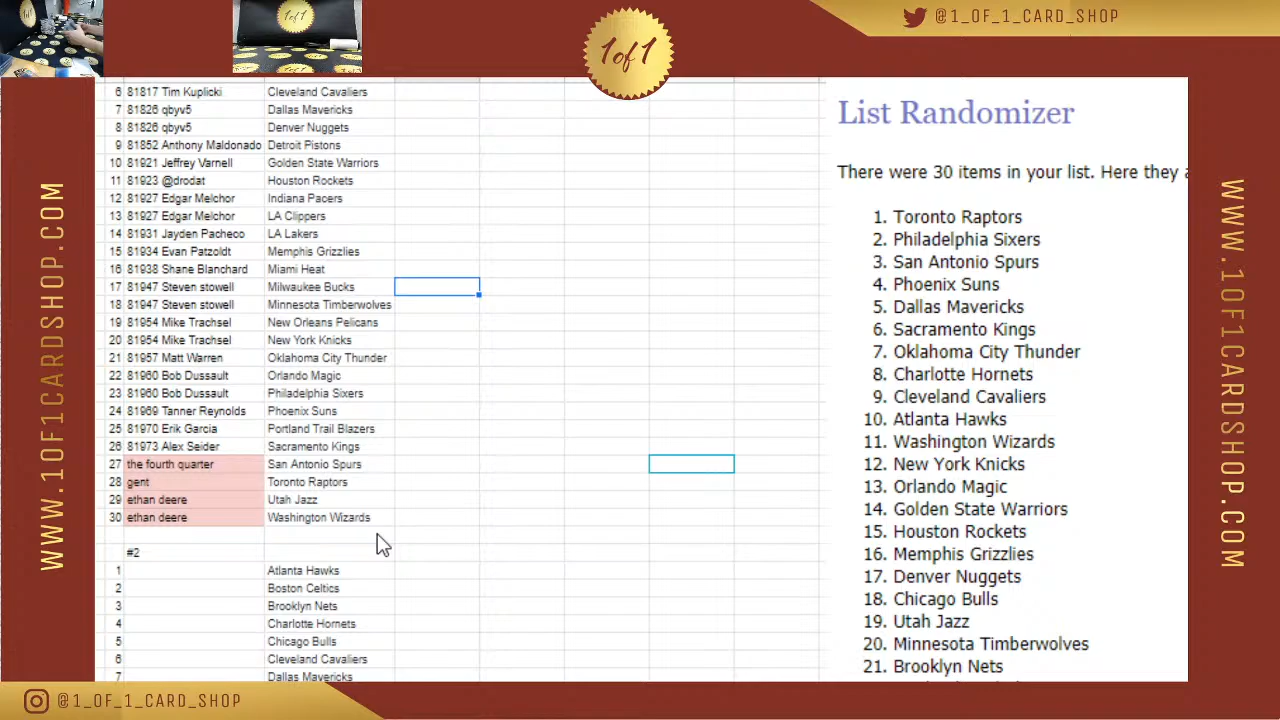 @1_OF_1_CARD_SHOP
1of1
WWW.1OF1CARDSHOP.COM
6 81817 Tim Kuplicki Cleveland Cavaliers
7 81826 qbyv5 Dallas Mavericks
8 81826 qbyv5 Denver Nuggets
9 81852 Anthony Maldonado Detroit Pistons
10 81921 Jeffrey Varnell Golden State Warriors
11 81923 @drodat Houston Rockets
12 81927 Edgar Melchor Indiana Pacers
13 81927 Edgar Melchor LA Clippers
14 81931 Jayden Pacheco LA Lakers
15 81934 Evan Patzoldt Memphis Grizzlies
16 81938 Shane Blanchard Miami Heat
17 81947 Steven stowell Milwaukee Bucks
18 81947 Steven stowell Minnesota Timberwolves
19 81954 Mike Trachsel New Orleans Pelicans
20 81954 Mike Trachsel New York Knicks
21 81957 Matt Warren Oklahoma City Thunder
22 81960 Bob Dussault Orlando Magic
23 81960 Bob Dussault Philadelphia Sixers
24 81969 Tanner Reynolds Phoenix Suns
25 81970 Erik Garcia Portland Trail Blazers
26 81973 Alex Seider Sacramento Kings
27 the fourth quarter San Antonio Spurs
28 gent Toronto Raptors
29 ethan deere Utah Jazz
30 ethan deere Washington Wizards
#2
1 Atlanta Hawks
2 Boston Celtics
3 Brooklyn Nets
4 Charlotte Hornets
5 Chicago Bulls
6 Cleveland Cavaliers
7 Dallas Mavericks
List Randomizer
There were 30 items in your list. Here they
1. Toronto Raptors
2. Philadelphia Sixers
3. San Antonio Spurs
4. Phoenix Suns
5. Dallas Mavericks
6. Sacramento Kings
7. Oklahoma City Thunder
8. Charlotte Hornets
9. Cleveland Cavaliers
10. Atlanta Hawks
11. Washington Wizards
12. New York Knicks
13. Orlando Magic
14. Golden State Warriors
15. Houston Rockets
16. Memphis Grizzlies
17. Denver Nuggets
18. Chicago Bulls
19. Utah Jazz
20. Minnesota Timberwolves
21. Brooklyn Nets
WWW.1OF1CARDSHOP.COM
@1_OF_1_CARD_SHOP